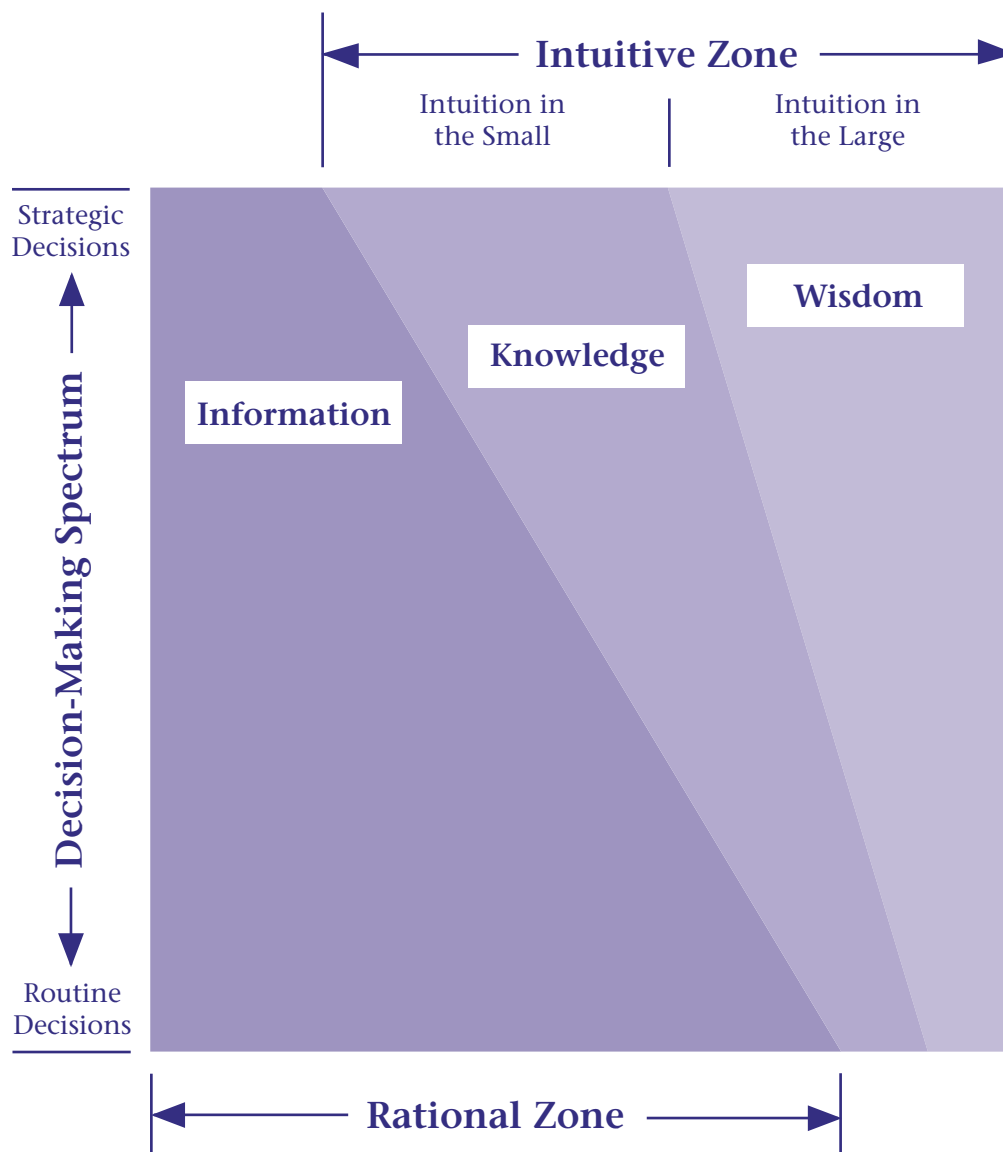 Intuitive Zone
Intuition in
the Small
Intuition in
the Large
Strategic
Decisions
Decision-Making Spectrum
Routine
Decisions
Information
Knowledge
Wisdom
Rational Zone